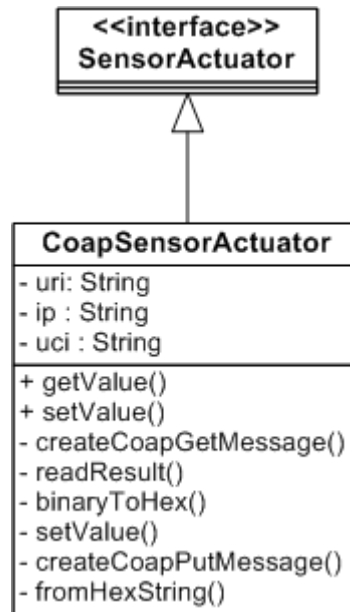 <<interface>>
SensorActuator
CoapSensorActuator
- uri: String
- ip : String
- uci : String
+ getValue()
+ setValue()
- createCoapGetMessage()
- readResult()
- binaryToHex()
- setValue()
- createCoapPutMessage()
- fromHexString()